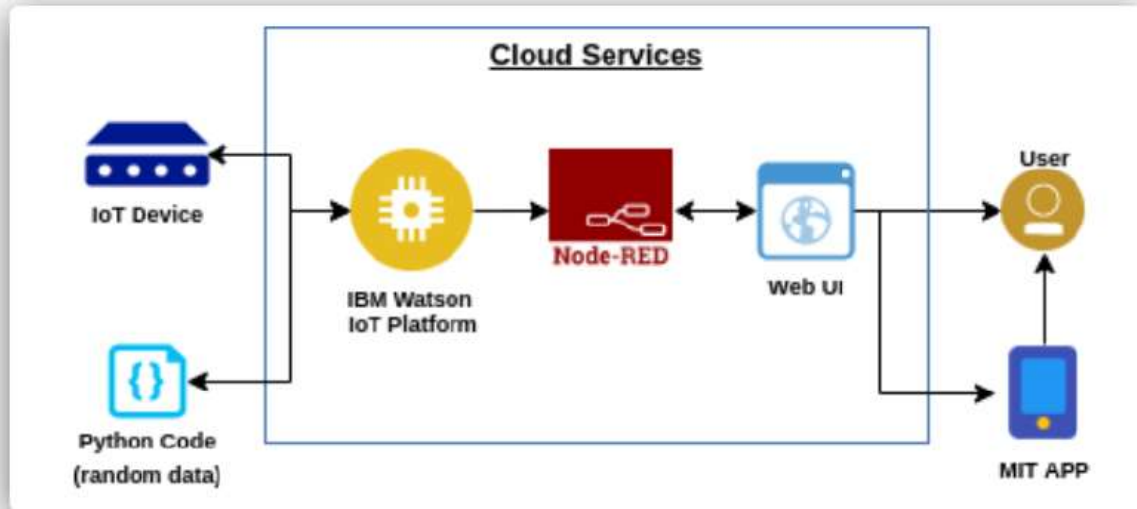 Cloud Services
IoT Device
IBM Watson
IoT Platform
Node-RED
Web UI
User
Python Code
(random data)
MIT APP